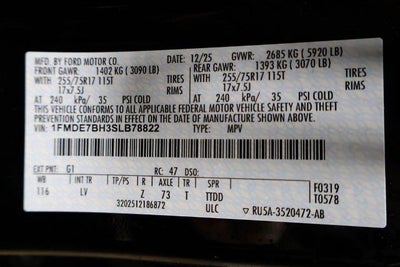 MFD. BY FORD MOTOR CO.
12/25 GVWR: 2685 KG (5920 LB)
FRONT GAWR: 1402 KG (3090 LB)
REAR GAWR: 1393 KG (3070 LB)
WITH 255/75R17 115T TIRES
WITH 255/75R17 115T TIRES
17x7.5J RIMS
17x7.5J RIMS
AT 240 kPa/ 35 PSI COLD
AT 240 kPa/ 35 PSI COLD
THIS VEHICLE CONFORMS TO ALL APPLICABLE FEDERAL MOTOR VEHICLE SAFETY AND THEFT
PREVENTION STANDARDS IN EFFECT ON THE DATE OF MANUFACTURE SHOWN ABOVE.
VIN: 1FMDE7BH3SLB78822 TYPE: MPV
EXT PNT: G1 RC: 47 DSO:
WB INT TR TP/PS R AXLE TR SPR
116 LV Z 73 T TTDD
F0319
T0578
3202512186872 ULC
▽ RU5A-3520472-AB